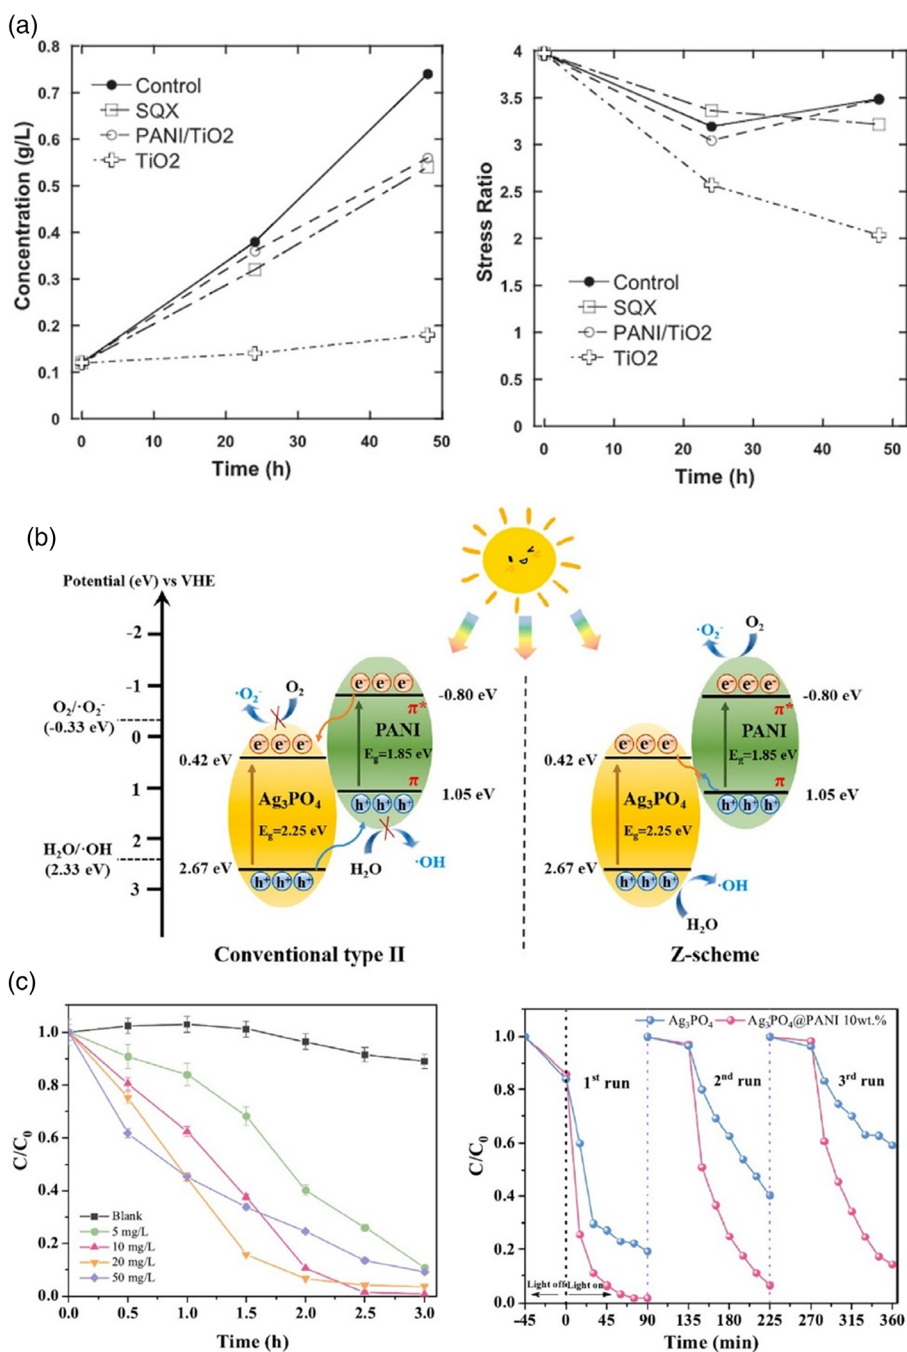 (a)
0.8
0.7
0.6
0.5
0.4
0.3
0.2
0.1
0
Concentration (g/L)
Control
SQX
PANI/TiO2
TiO2
0 10 20 30 40 50
Time (h)
4
3.5
3
2.5
2
1.5
1
0.5
0
Stress Ratio
Control
SQX
PANI/TiO2
TiO2
0 10 20 30 40 50
Time (h)
(b)
Potential (eV) vs VHE
-2
-1
0
1
2
3
O₂/·O₂⁻
(-0.33 eV)
H₂O/·OH
(2.33 eV)
·O₂⁻ O₂
e⁻ e⁻ e⁻
-0.80 eV
π*
PANI
Eg=1.85 eV
π
h⁺ h⁺ h⁺
1.05 eV
e⁻ e⁻ e⁻
0.42 eV
Ag₃PO₄
Eg=2.25 eV
2.67 eV
h⁺ h⁺ h⁺
H₂O
·OH
Conventional type II
·O₂⁻ O₂
e⁻ e⁻ e⁻
-0.80 eV
π*
PANI
Eg=1.85 eV
π
h⁺ h⁺ h⁺
1.05 eV
e⁻ e⁻ e⁻
0.42 eV
Ag₃PO₄
Eg=2.25 eV
2.67 eV
h⁺ h⁺ h⁺
·OH
H₂O
Z-scheme
(c)
1.0
0.8
0.6
0.4
0.2
0.0
C/C₀
Blank
5 mg/L
10 mg/L
20 mg/L
50 mg/L
0.0 0.5 1.0 1.5 2.0 2.5 3.0
Time (h)
Ag₃PO₄ Ag₃PO₄@PANI 10wt.%
1.0
0.8
0.6
0.4
0.2
0.0
C/C₀
1st run
2nd run
3rd run
Light off Light on
-45 0 45 90 135 180 225 270 315 360
Time (min)